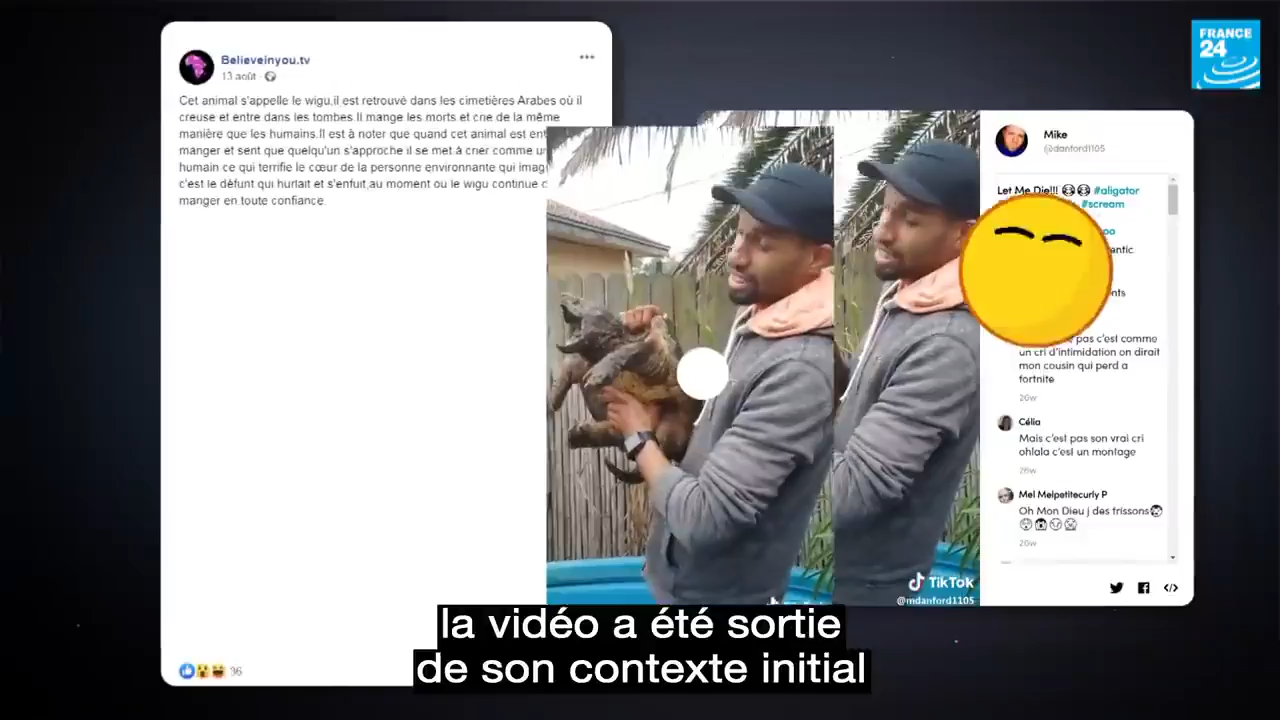 FRANCE
24
Believeinyou.tv
13 août
Cet animal s'appelle le wigu,il est retrouvé dans les cimetières Arabes où il
creuse et entre dans les tombes.Il mange les morts et crie de la même
manière que les humains.Il est à noter que quand cet animal est
manger et sent que quelqu'un s'approche il se met à crier comme
humain ce qui terrifie le cœur de la personne environnante qui
c'est le défunt qui hurlait et s'enfuit,au moment ou le wigu continue
manger en toute confiance.
36
Mike
@danford1105
Let Me Die!!! #aligator
#scream
pas c'est comme
un cri d'intimidation on dirait
mon cousin qui perd a
fortnite
26w
Célia
Mais c'est pas son vrai cri
ohlala c'est un montage
26w
Mel Melpetitecurly P
Oh Mon Dieu j des frissons
26w
TikTok
@mdanford1105
la vidéo a été sortie
de son contexte initial